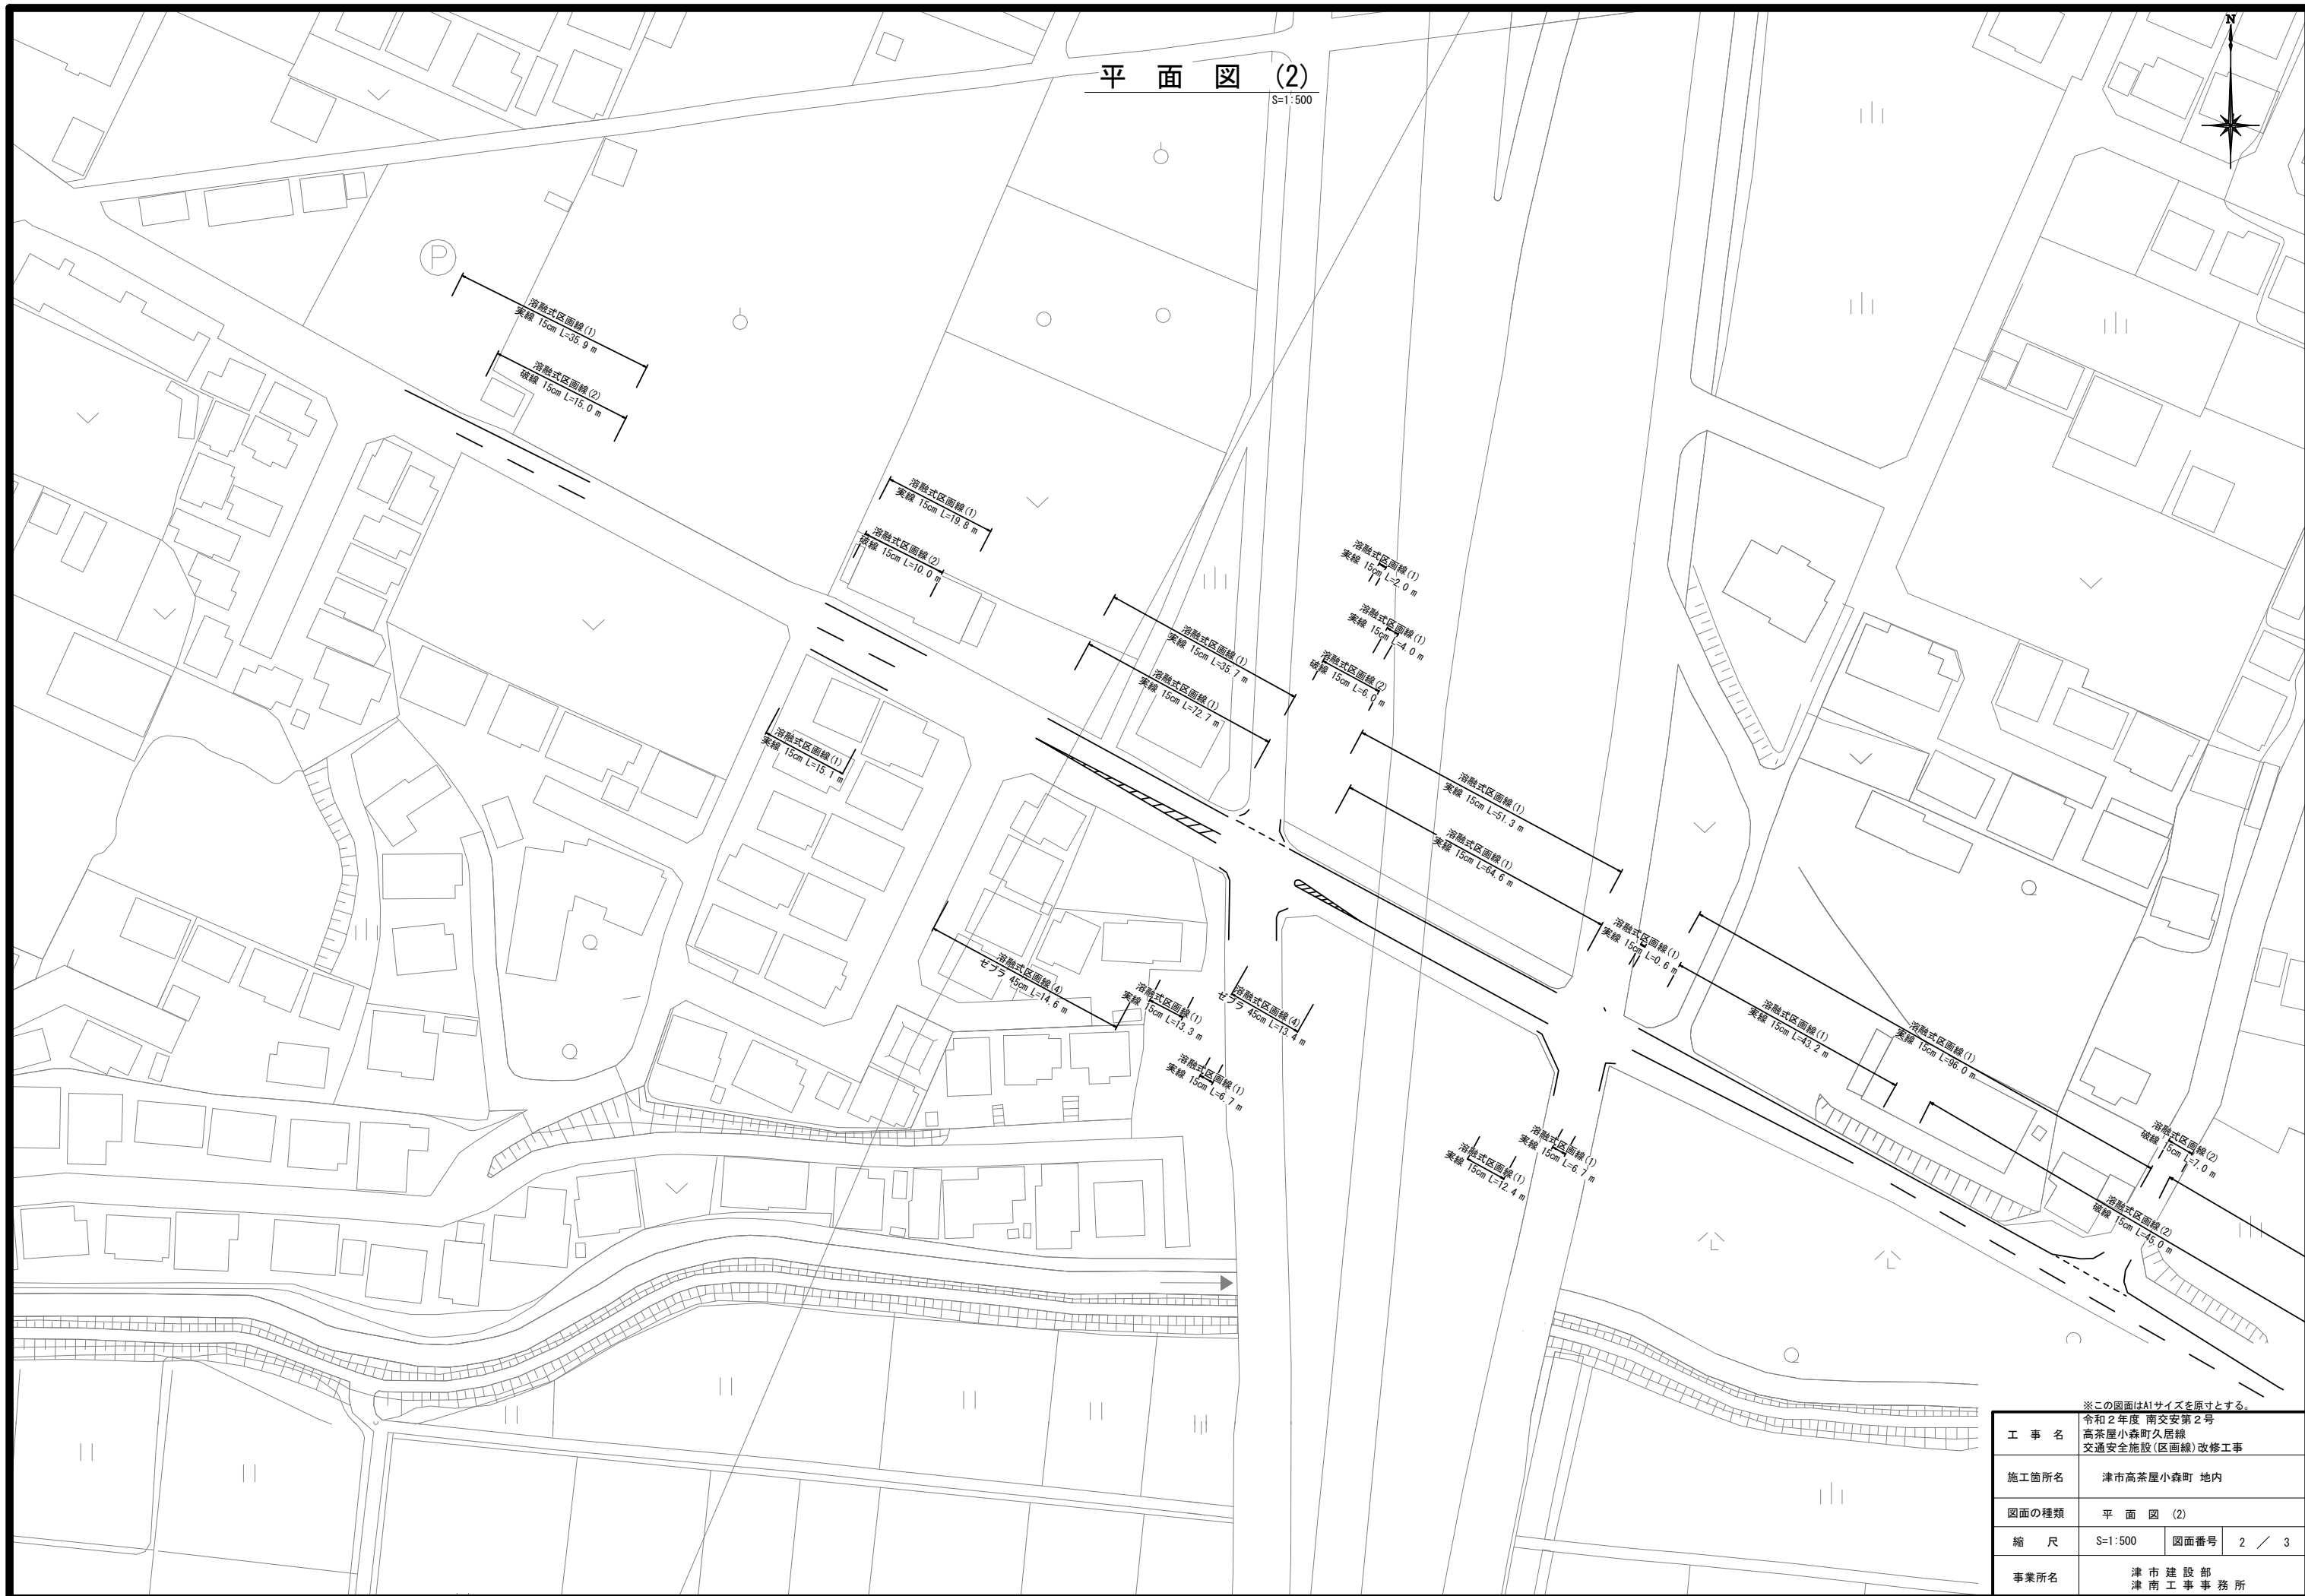 平 面 図 (2)
S=1:500
N
P
溶融式区画線(1)
実線 15cm L=35.9 m
溶融式区画線(2)
破線 15cm L=15.0 m
溶融式区画線(1)
実線 15cm L=19.8 m
溶融式区画線(2)
破線 15cm L=10.0 m
溶融式区画線(1)
実線 15cm L=15.1 m
溶融式区画線(1)
実線 15cm L=35.7 m
溶融式区画線(1)
実線 15cm L=72.7 m
溶融式区画線(1)
実線 15cm L=2.0 m
溶融式区画線(1)
実線 15cm L=4.0 m
溶融式区画線(2)
破線 15cm L=6.0 m
溶融式区画線(1)
実線 15cm L=51.3 m
溶融式区画線(1)
実線 15cm L=64.6 m
溶融式区画線(1)
実線 15cm L=0.6 m
溶融式区画線(4)
ゼブラ 45cm L=14.6 m
溶融式区画線(1)
実線 15cm L=13.3 m
溶融式区画線(4)
ゼブラ 45cm L=13.4 m
溶融式区画線(1)
実線 15cm L=6.7 m
溶融式区画線(1)
実線 15cm L=43.2 m
溶融式区画線(1)
実線 15cm L=96.0 m
溶融式区画線(1)
実線 15cm L=12.4 m
溶融式区画線(1)
実線 15cm L=6.7 m
溶融式区画線(2)
破線 15cm L=7.0 m
溶融式区画線(2)
破線 15cm L=45.0 m
※この図面はA1サイズを原寸とする。
工 事 名 令和2年度 南交安第2号
高茶屋小森町久居線
交通安全施設(区画線)改修工事
施工箇所名 津市高茶屋小森町 地内
図面の種類 平 面 図 (2)
縮 尺 S=1:500 図面番号 2 / 3
事業所名 津 市 建 設 部
津 南 工 事 事 務 所